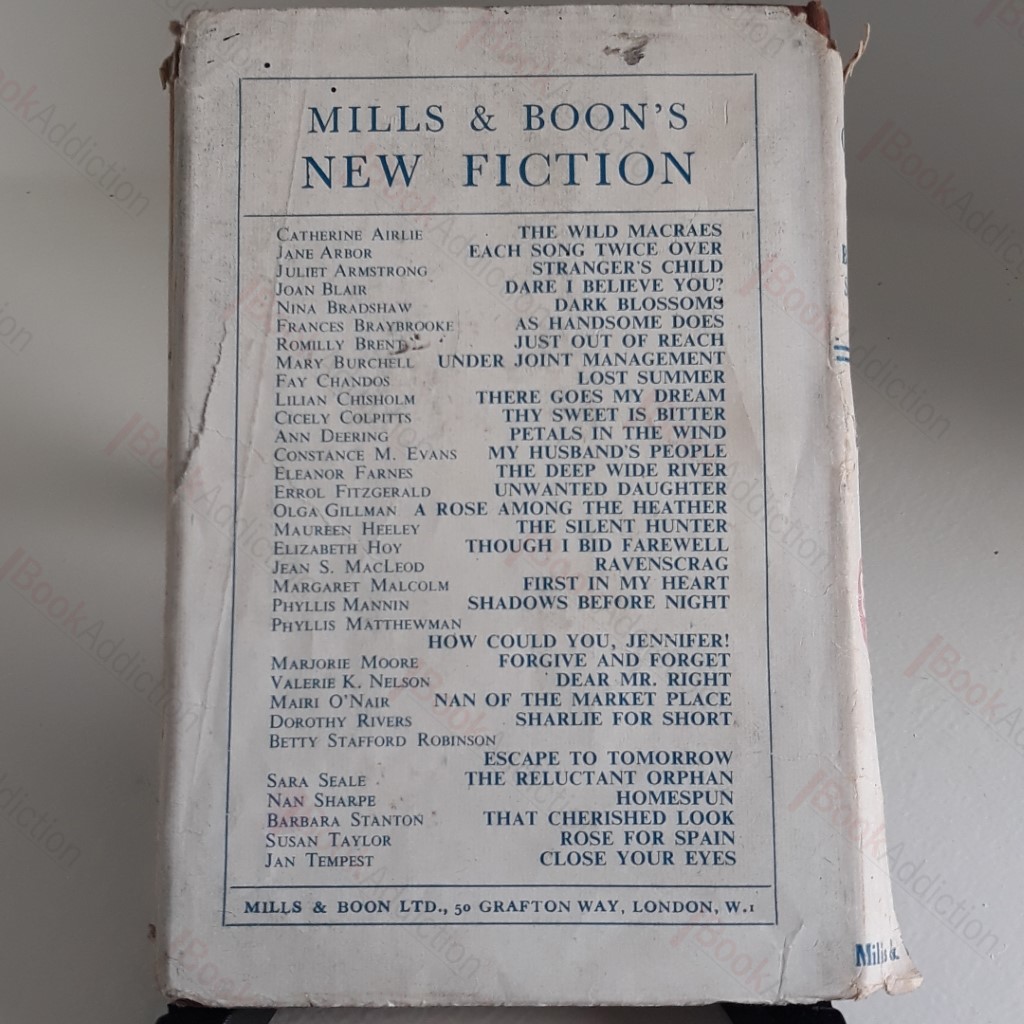 MILLS & BOON'S
NEW FICTION
CATHERINE AIRLIE THE WILD MACRAES
JANE ARBOR EACH SONG TWICE OVER
JULIET ARMSTRONG STRANGER'S CHILD
JOAN BLAIR DARE I BELIEVE YOU?
NINA BRADSHAW DARK BLOSSOMS
FRANCES BRAYBROOKE AS HANDSOME DOES
ROMILLY BRENT JUST OUT OF REACH
MARY BURCHELL UNDER JOINT MANAGEMENT
FAY CHANDOS LOST SUMMER
LILIAN CHISHOLM THERE GOES MY DREAM
CICELY COLPITTS THY SWEET IS BITTER
ANN DEERING PETALS IN THE WIND
CONSTANCE M. EVANS MY HUSBAND'S PEOPLE
ELEANOR FARNES THE DEEP WIDE RIVER
ERROL FITZGERALD UNWANTED DAUGHTER
OLGA GILLMAN A ROSE AMONG THE HEATHER
MAUREEN HEELEY THE SILENT HUNTER
ELIZABETH HOY THOUGH I BID FAREWELL
JEAN S. MACLEOD RAVENSCRAG
MARGARET MALCOLM FIRST IN MY HEART
PHYLLIS MANNIN SHADOWS BEFORE NIGHT
PHYLLIS MATTHEWMAN
HOW COULD YOU, JENNIFER!
MARJORIE MOORE FORGIVE AND FORGET
VALERIE K. NELSON DEAR MR. RIGHT
MAIRI O'NAIR NAN OF THE MARKET PLACE
DOROTHY RIVERS SHARLIE FOR SHORT
BETTY STAFFORD ROBINSON
ESCAPE TO TOMORROW
SARA SEALE THE RELUCTANT ORPHAN
NAN SHARPE HOMESPUN
BARBARA STANTON THAT CHERISHED LOOK
SUSAN TAYLOR ROSE FOR SPAIN
JAN TEMPEST CLOSE YOUR EYES
MILLS & BOON LTD., 50 GRAFTON WAY, LONDON, W.1
Mills &
BookAddiction